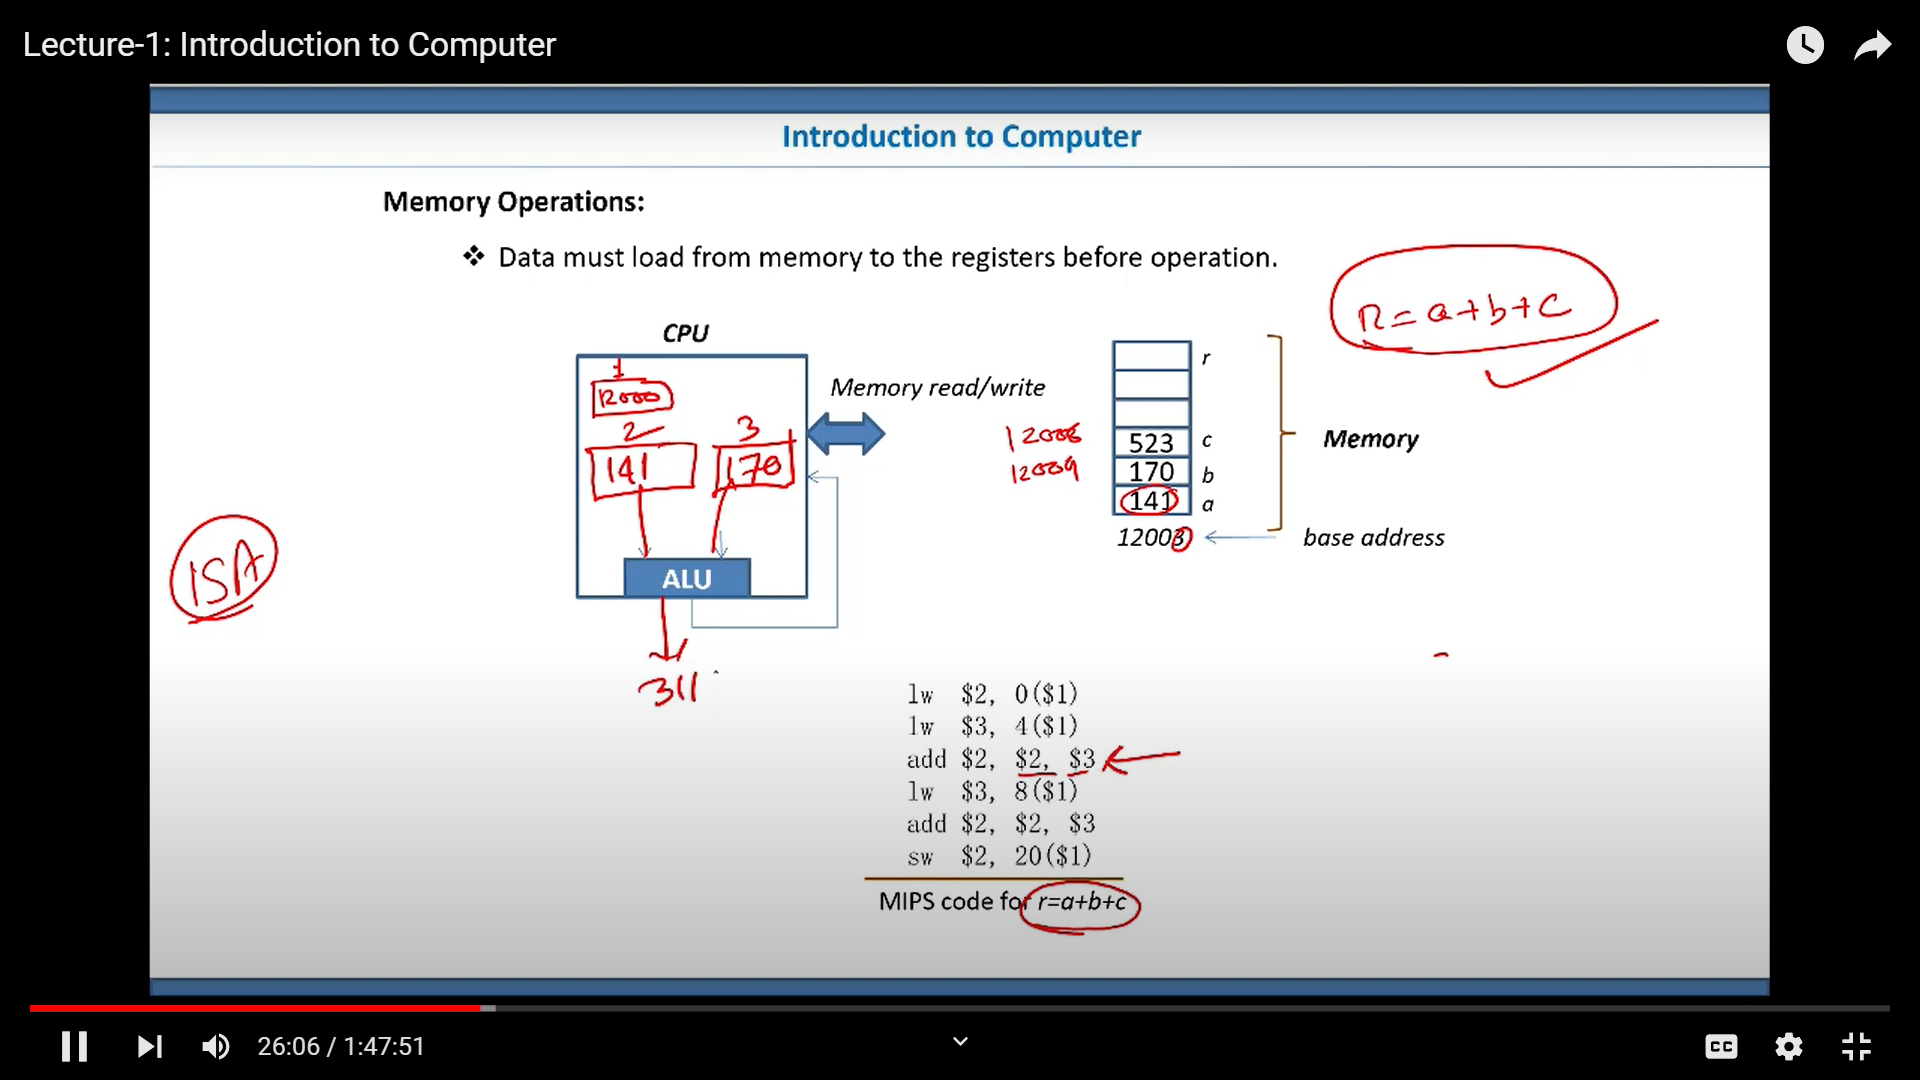 Lecture-1: Introduction to Computer
Introduction to Computer
Memory Operations:
❖ Data must load from memory to the registers before operation.
R = a+b+c
CPU
1
12000
2
3
141
170
ALU
311
Memory read/write
r
12008
523 c
170 b
141 a
12003
base address
Memory
ISA
lw $2, 0($1)
lw $3, 4($1)
add $2, $2, $3
lw $3, 8($1)
add $2, $2, $3
sw $2, 20($1)
MIPS code for r=a+b+c
26:06 / 1:47:51
CC